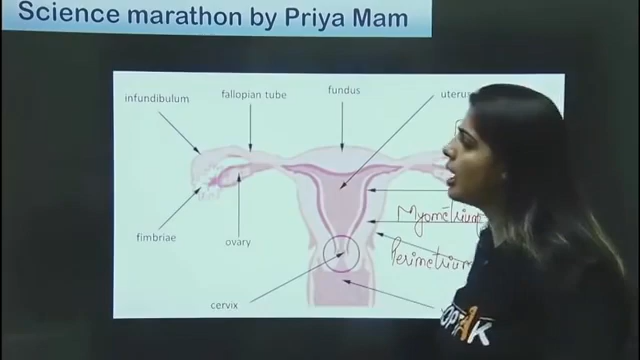 Science marathon by Priya Mam
infundibulum
fallopian tube
fundus
uterus
Myometrium
Perimetrium
fimbriae
ovary
cervix